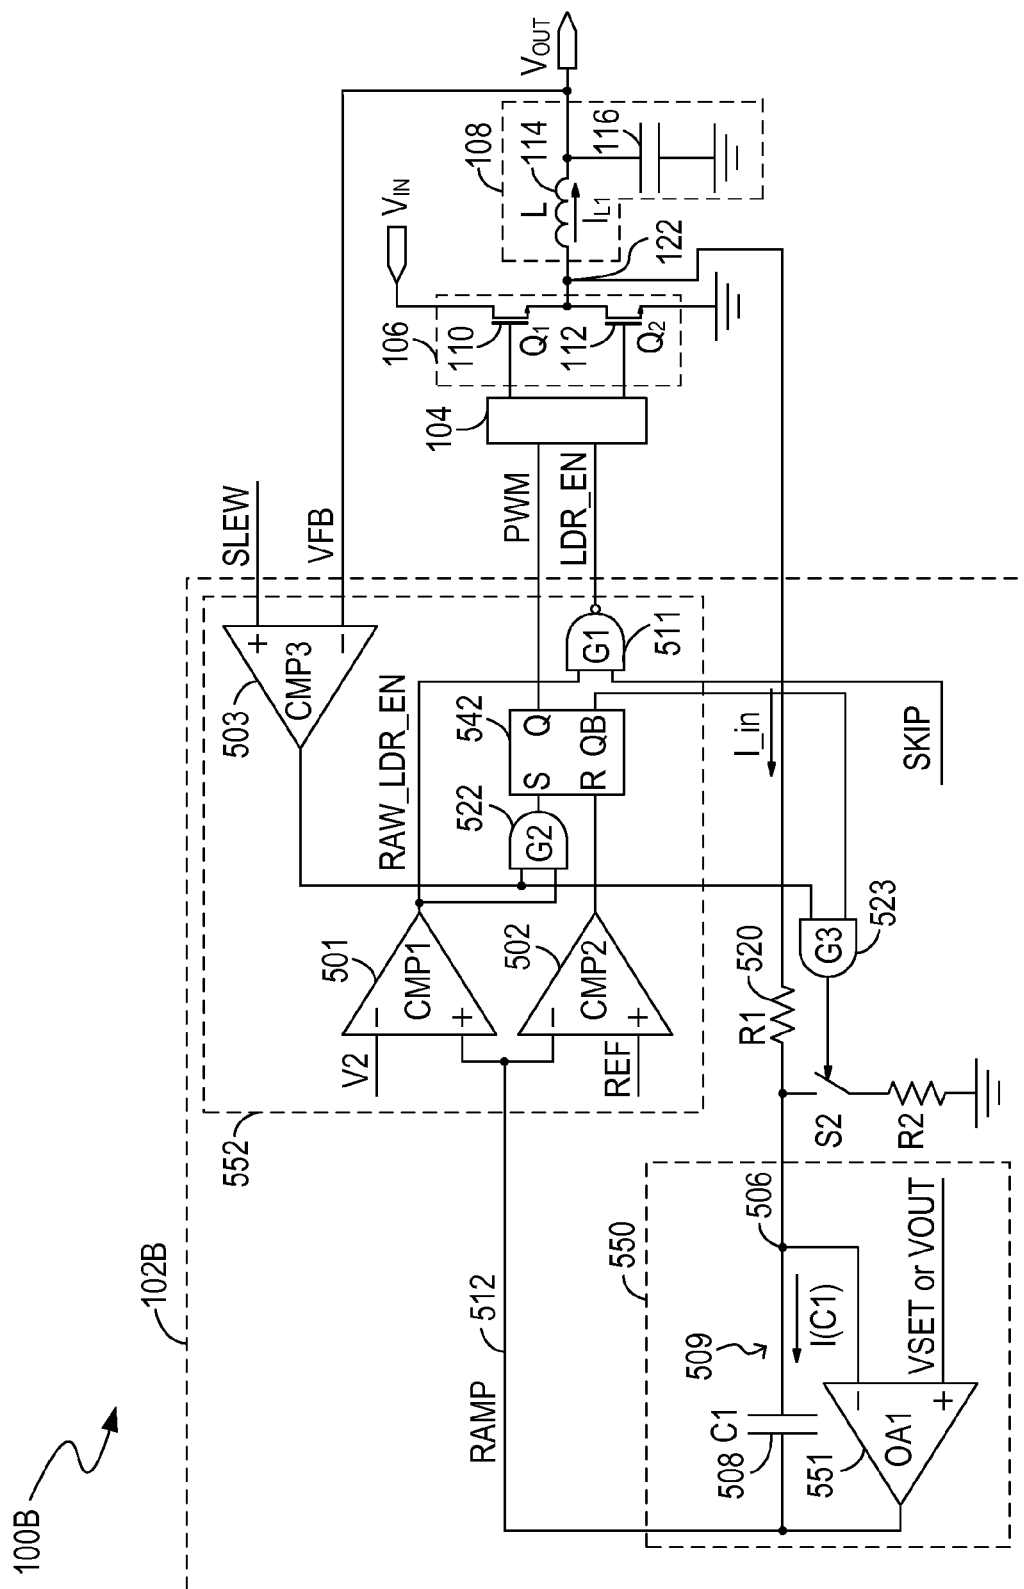 100B
102B
552
503
CMP3
+
−
SLEW
VFB
VOUT
VIN
108
114
L
IL1
116
122
106
110
Q1
112
Q2
104
PWM
LDR_EN
RAW_LDR_EN
542
S
Q
R
QB
522
G2
G1
511
501
CMP1
−
+
V2
502
CMP2
−
+
REF
SKIP
I_in
G3
523
520
R1
S2
R2
RAMP
512
550
506
509
I(C1)
C1
508
551
OA1
−
+
VSET or VOUT